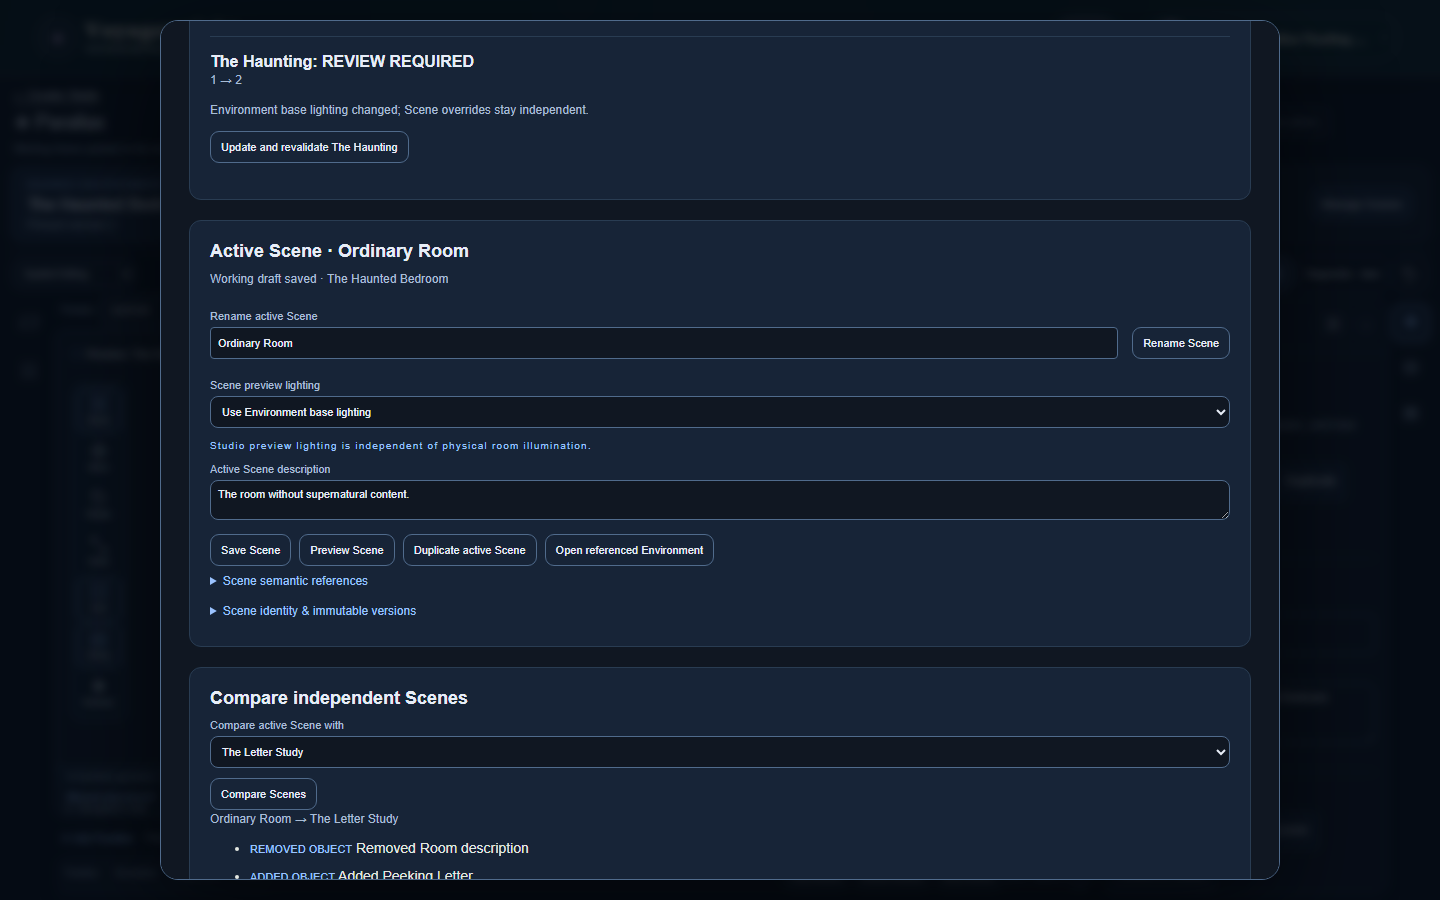 The Haunting: REVIEW REQUIRED
1 → 2
Environment base lighting changed; Scene overrides stay independent.
Update and revalidate The Haunting
Active Scene · Ordinary Room
Working draft saved · The Haunted Bedroom
Rename active Scene
Ordinary Room
Rename Scene
Scene preview lighting
Use Environment base lighting
Studio preview lighting is independent of physical room illumination.
Active Scene description
The room without supernatural content.
Save Scene Preview Scene Duplicate active Scene Open referenced Environment
Scene semantic references
Scene identity & immutable versions
Compare independent Scenes
Compare active Scene with
The Letter Study
Compare Scenes
Ordinary Room → The Letter Study
REMOVED OBJECT Removed Room description
ADDED OBJECT Added Peeking Letter